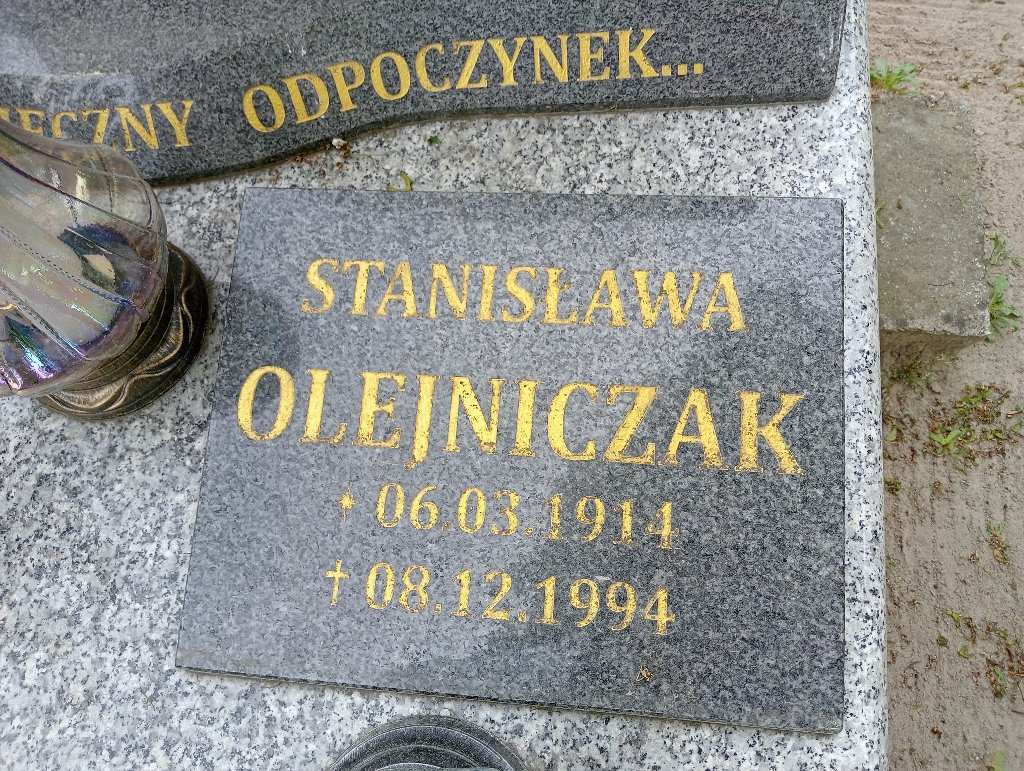 ODPOCZYNEK...
STANISŁAWA
OLEJNICZAK
* 06.03.1914
† 08.12.1994